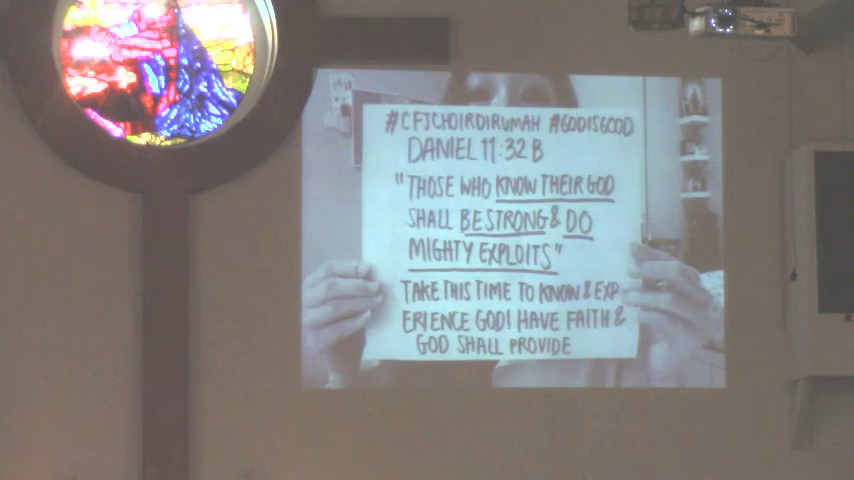 #CFJCHOIRDIRUMAH #GODISGOOD
DANIEL 11:32 B
"THOSE WHO KNOW THEIR GOD
SHALL BE STRONG & DO
MIGHTY EXPLOITS"
TAKE THIS TIME TO KNOW & EXP
ERIENCE GOD! HAVE FAITH &
GOD SHALL PROVIDE